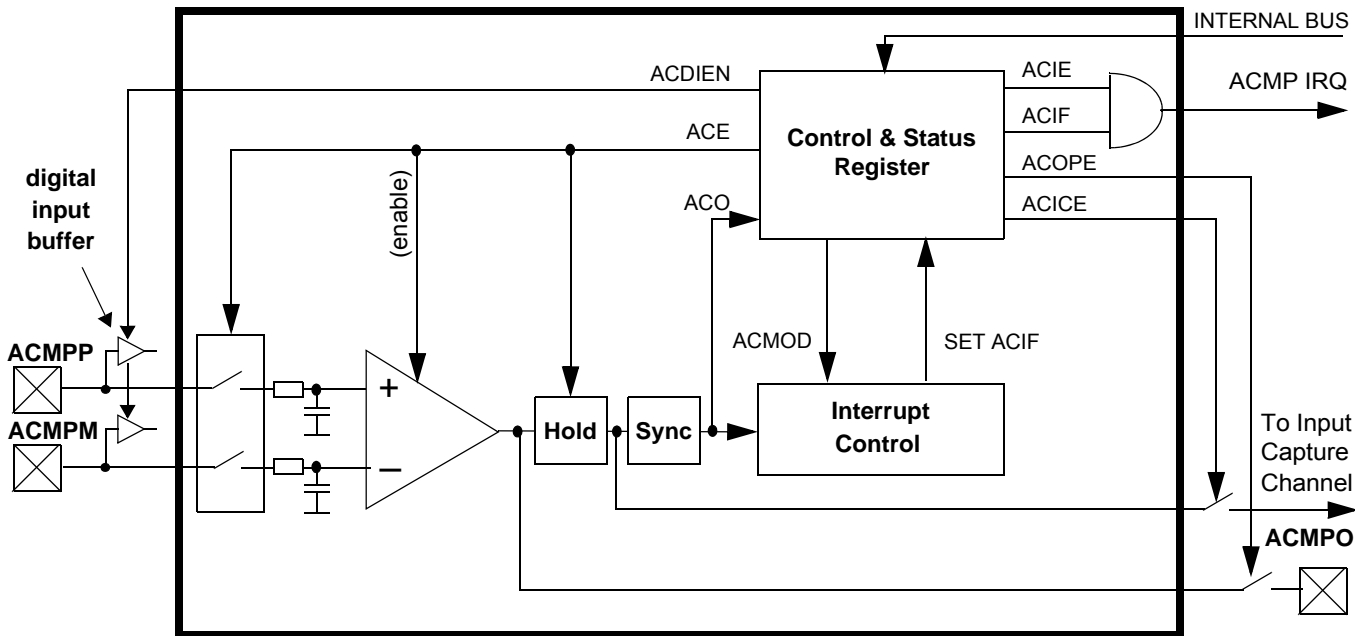 INTERNAL BUS
ACDIEN
ACIE
ACMP IRQ
ACE
Control & Status
Register
ACIF
ACOPE
digital
input
buffer
(enable)
ACO
ACICE
ACMOD
SET ACIF
ACMPP
+
Hold
Sync
Interrupt
Control
ACMPM
–
To Input
Capture
Channel
ACMPO